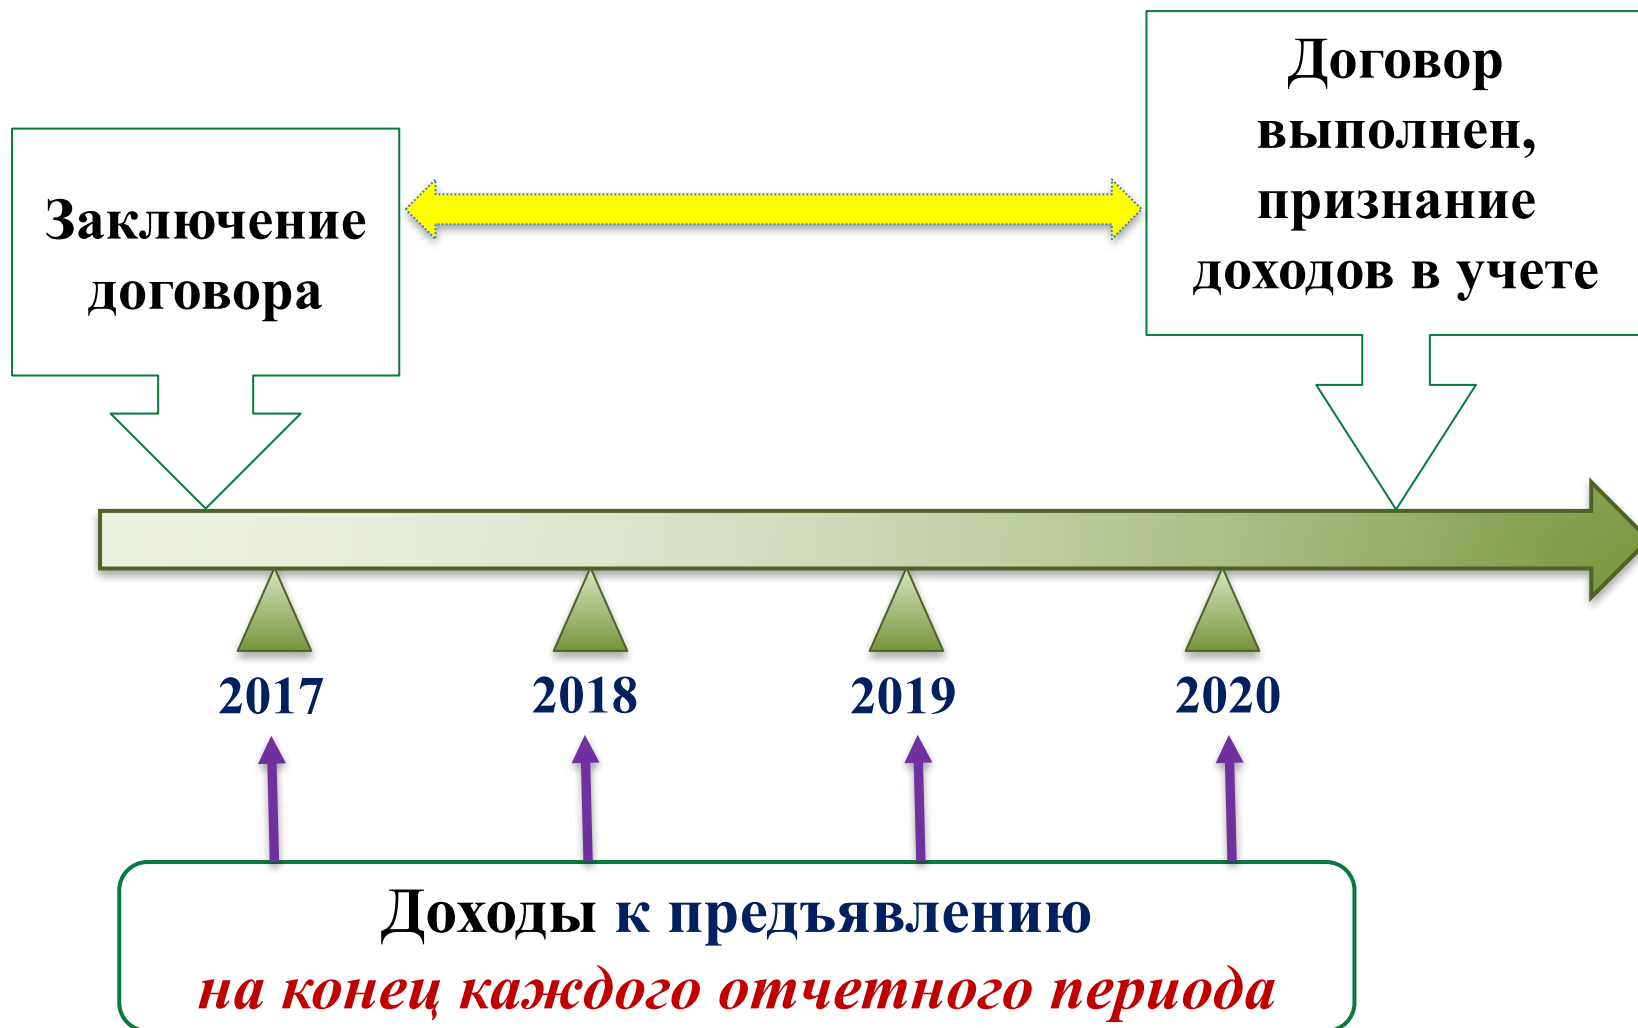 Заключение
договора
Договор
выполнен,
признание
доходов в учете
2017
2018
2019
2020
Доходы к предъявлению
на конец каждого отчетного периода